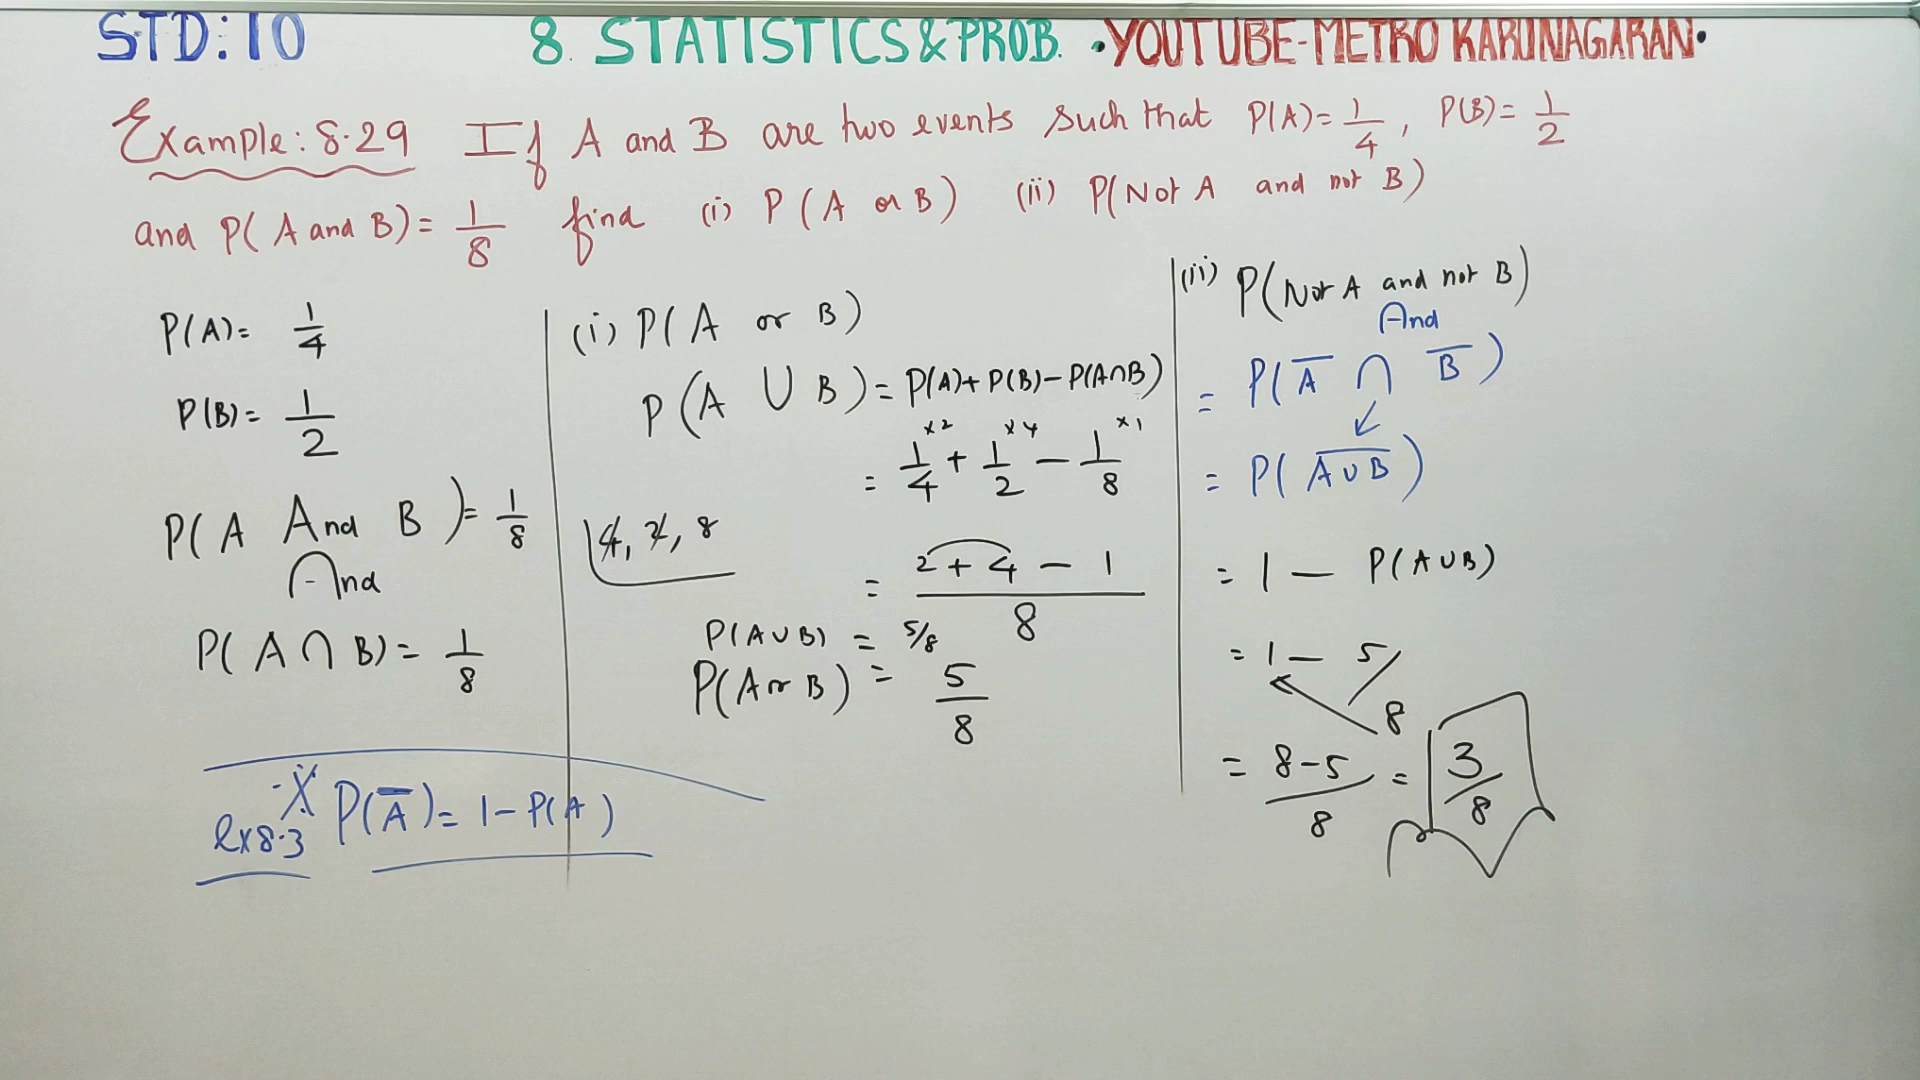 STD:10 8. STATISTICS & PROB. •YOUTUBE-METRO KARUNAGARAN•
Example: 8.29 If A and B are two events such that P(A)= 1/4, P(B)= 1/2
and P(A and B)= 1/8 find (i) P(A or B) (ii) P(Not A and not B)
P(A)= 1/4
P(B)= 1/2
P(A And B)= 1/8
And
P(A ∩ B)= 1/8
ex 8.3 P(A̅)= 1-P(A)
(i) P(A or B)
P(A ∪ B)= P(A)+P(B)-P(A∩B)
×2 ×4 ×1
= 1/4 + 1/2 - 1/8
4, 2, 8
= (2+4-1)/8
P(A∪B) = 5/8
P(A or B) = 5/8
(ii) P(Not A and not B)
And
= P(A̅ ∩ B̅)
= P(A̅∪̅B̅)
= 1 - P(A∪B)
= 1 - 5/8
= (8-5)/8 = 3/8